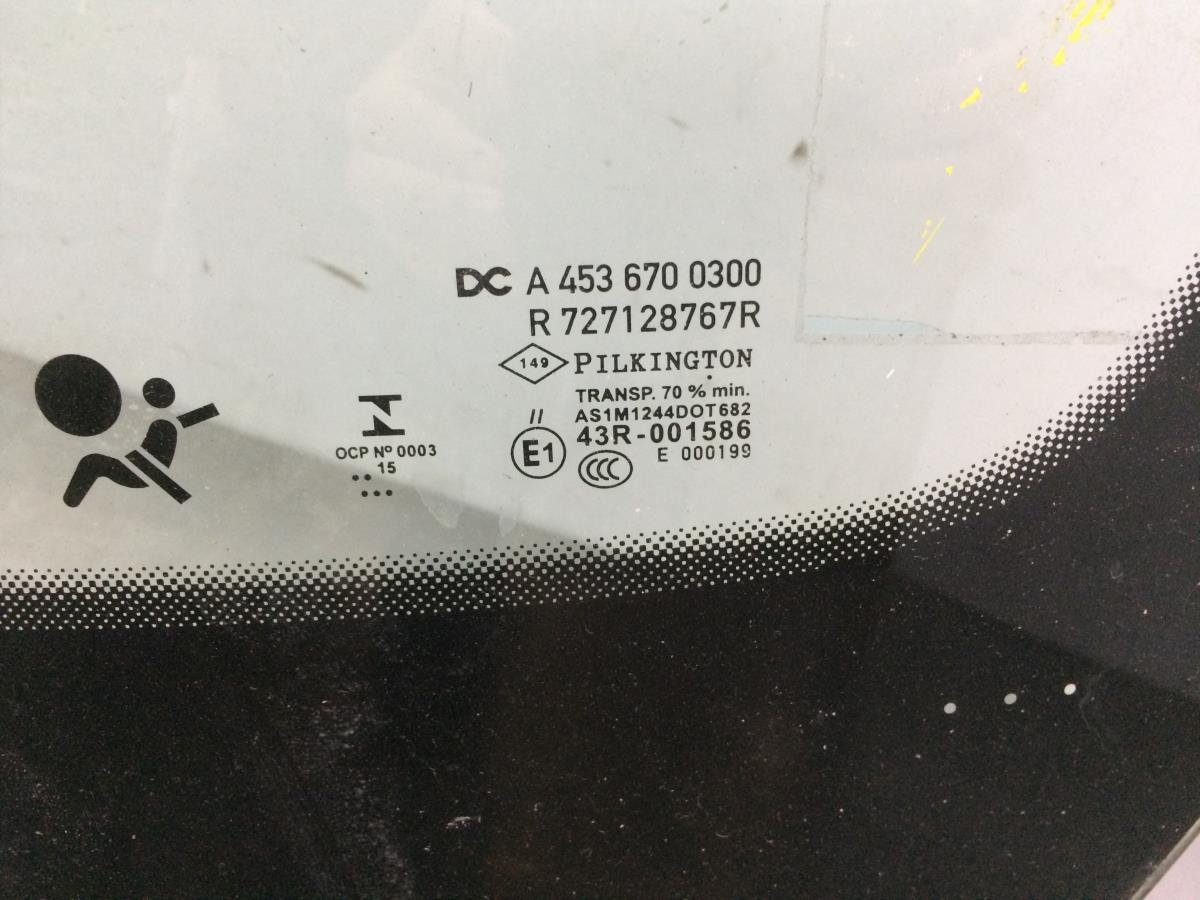 DC A 453 670 0300
R 727128767R
149 PILKINGTON
TRANSP. 70 % min.
// AS1M1244DOT682
E1 43R-001586
CCC E 000199
OCP Nº 0003
15